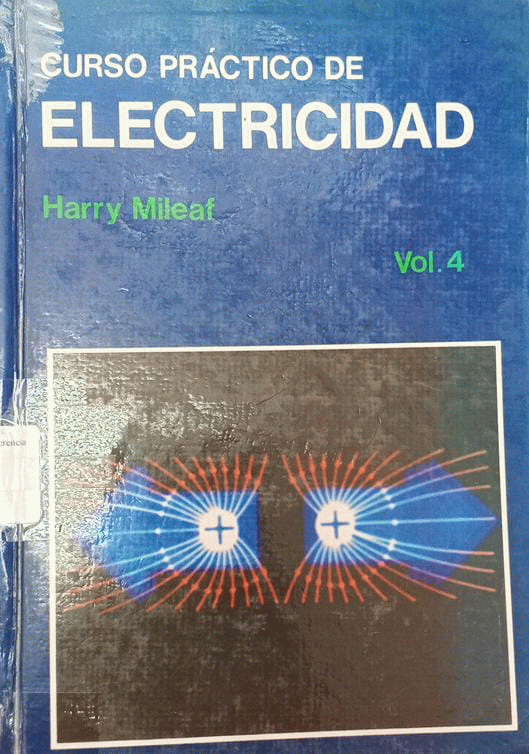 CURSO PRÁCTICO DE
ELECTRICIDAD
Harry Mileaf
Vol. 4
+ +